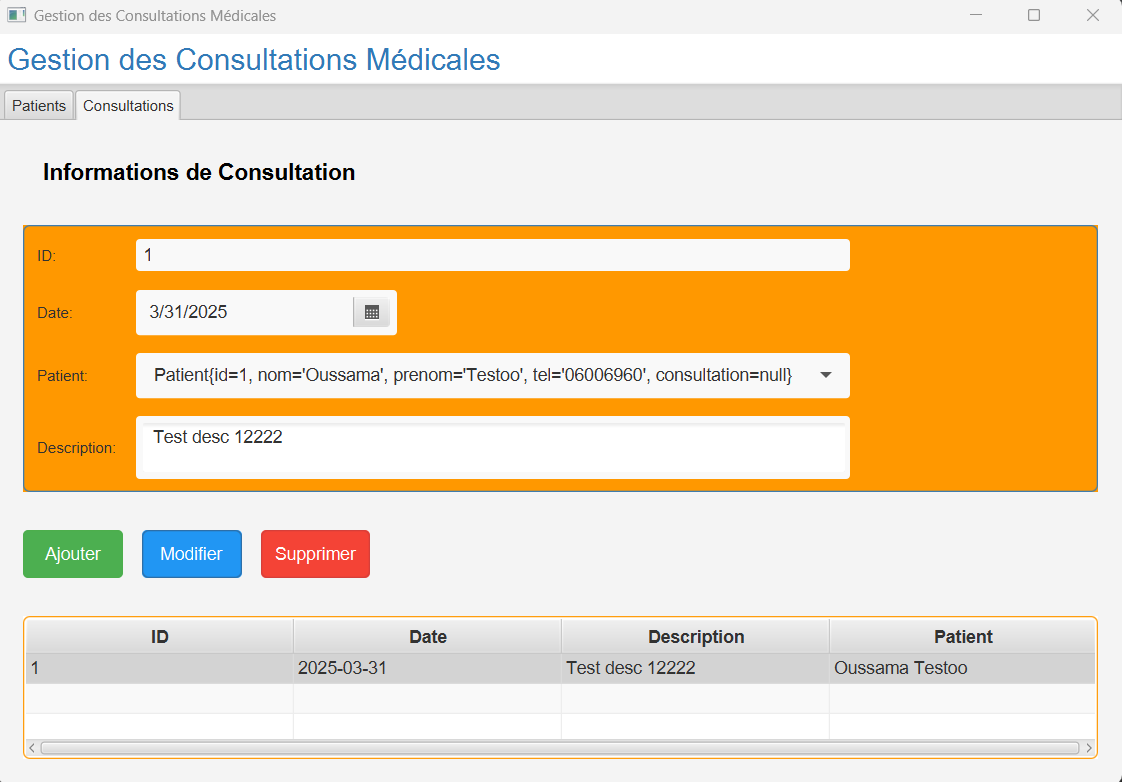 Gestion des Consultations Médicales
Gestion des Consultations Médicales
Patients Consultations
Informations de Consultation
ID: 1
Date: 3/31/2025
Patient: Patient{id=1, nom='Oussama', prenom='Testoo', tel='06006960', consultation=null}
Description: Test desc 12222
Ajouter Modifier Supprimer
ID Date Description Patient
1 2025-03-31 Test desc 12222 Oussama Testoo